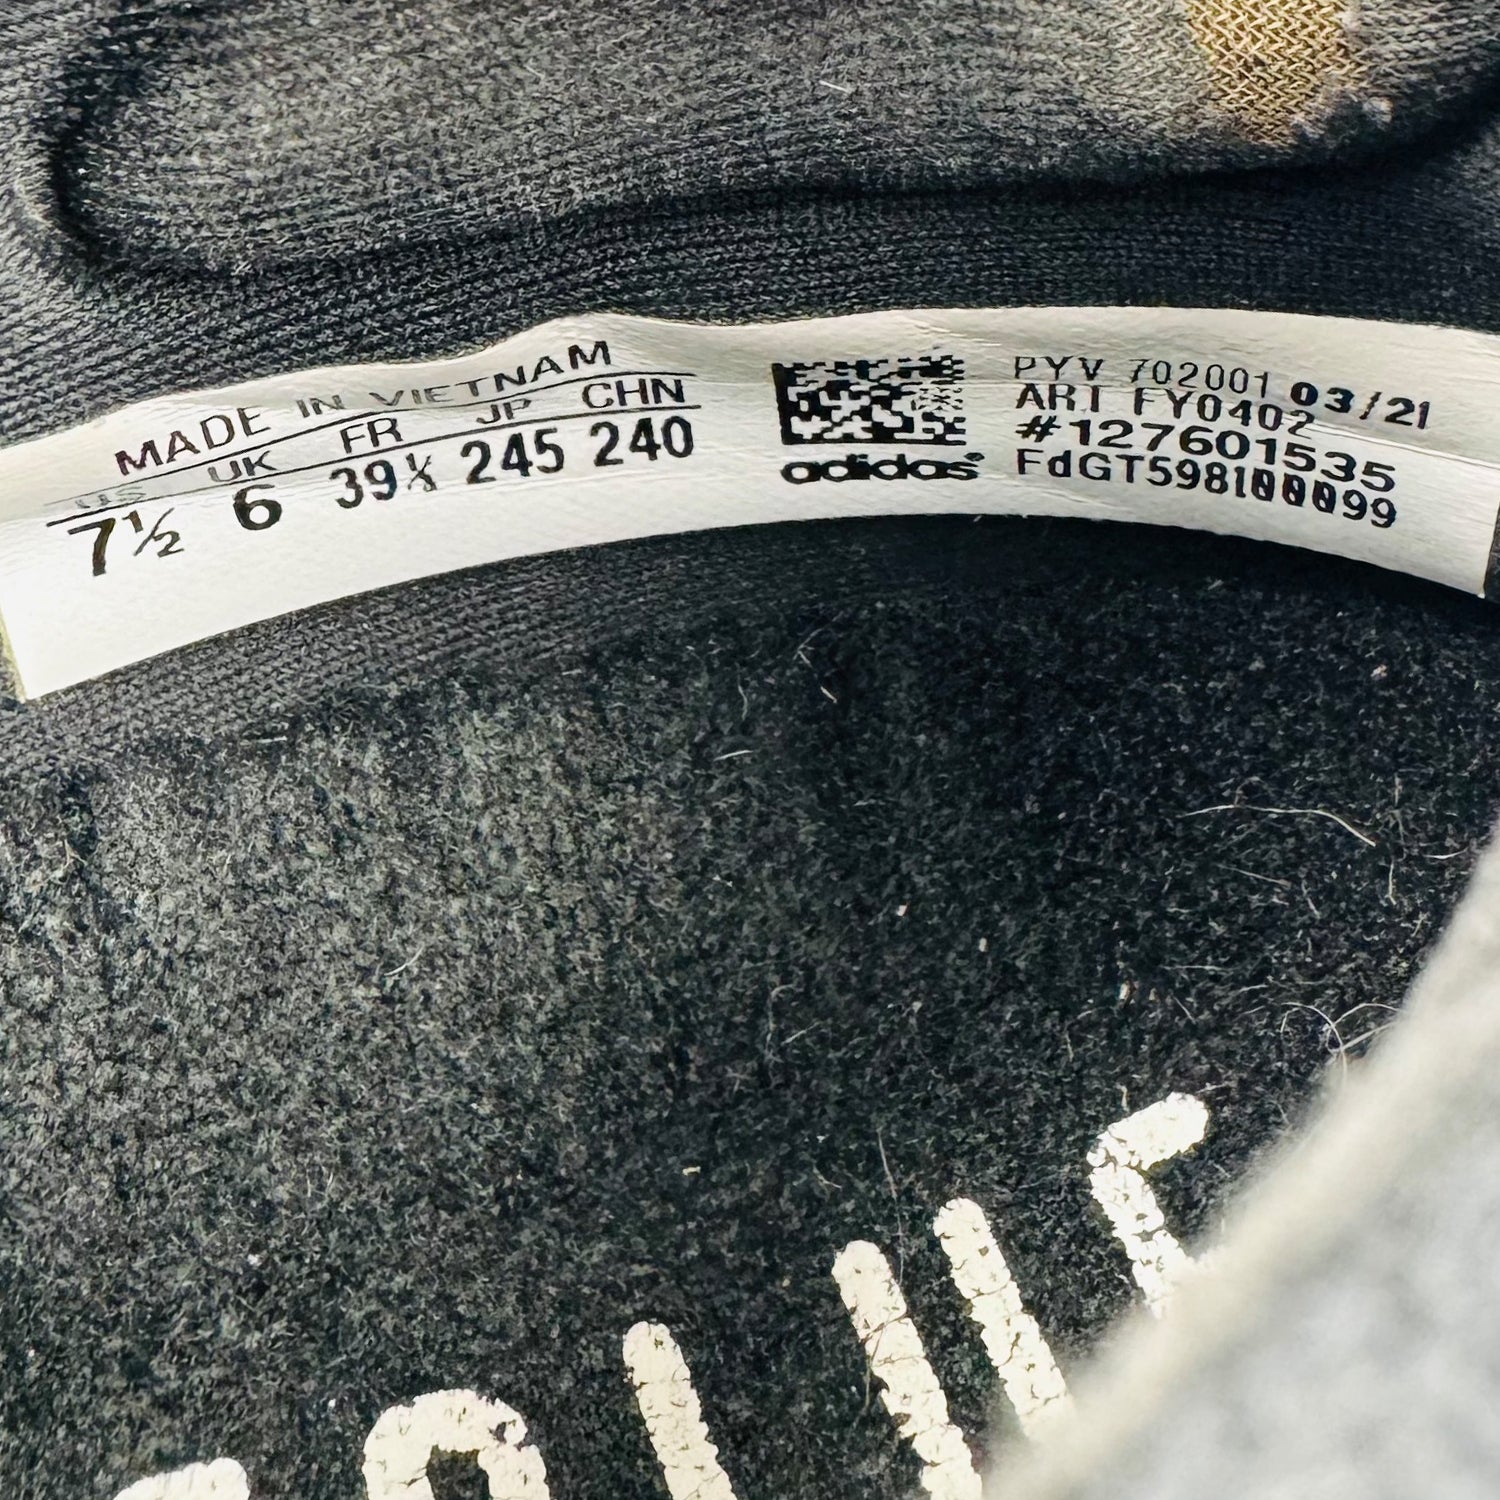 MADE IN VIETNAM
US UK FR JP CHN
7½ 6 39⅓ 245 240
adidas
PYV 702001 03/21
ART FY0402
#127601535
FdGT598100099